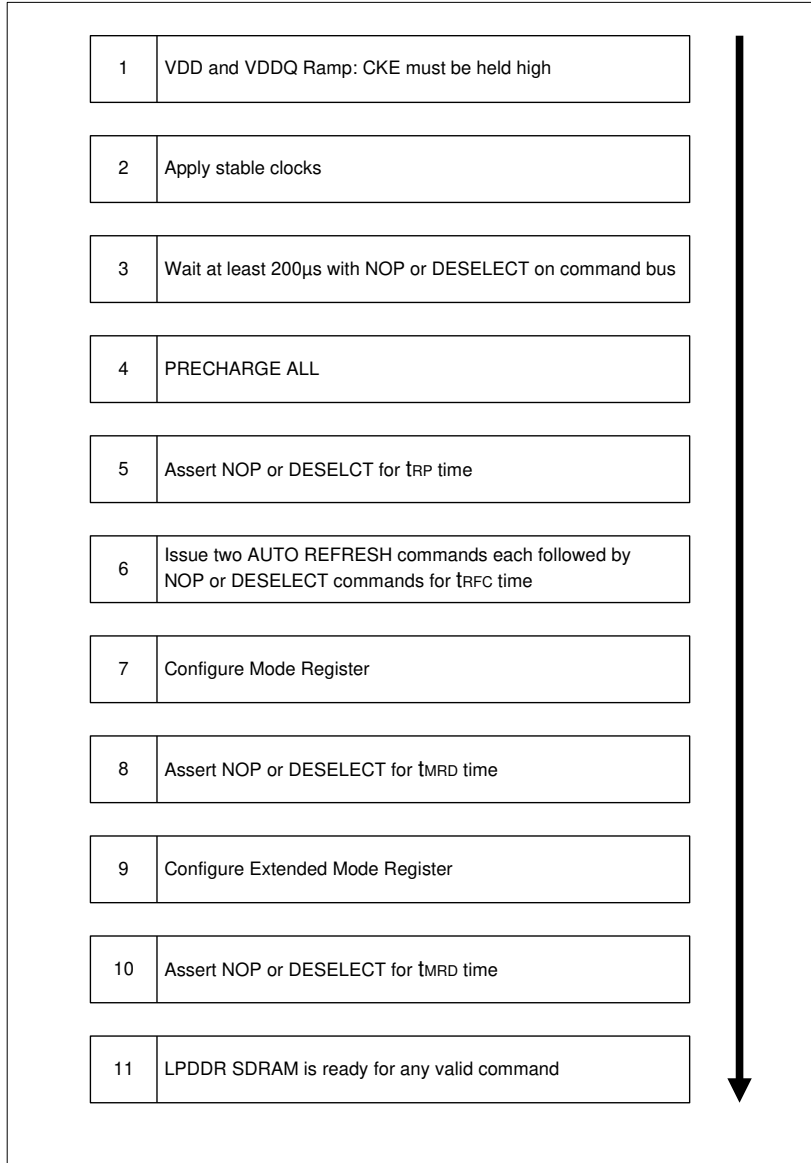 1 VDD and VDDQ Ramp: CKE must be held high
2 Apply stable clocks
3 Wait at least 200µs with NOP or DESELECT on command bus
4 PRECHARGE ALL
5 Assert NOP or DESELCT for tRP time
6 Issue two AUTO REFRESH commands each followed by
NOP or DESELECT commands for tRFC time
7 Configure Mode Register
8 Assert NOP or DESELECT for tMRD time
9 Configure Extended Mode Register
10 Assert NOP or DESELECT for tMRD time
11 LPDDR SDRAM is ready for any valid command